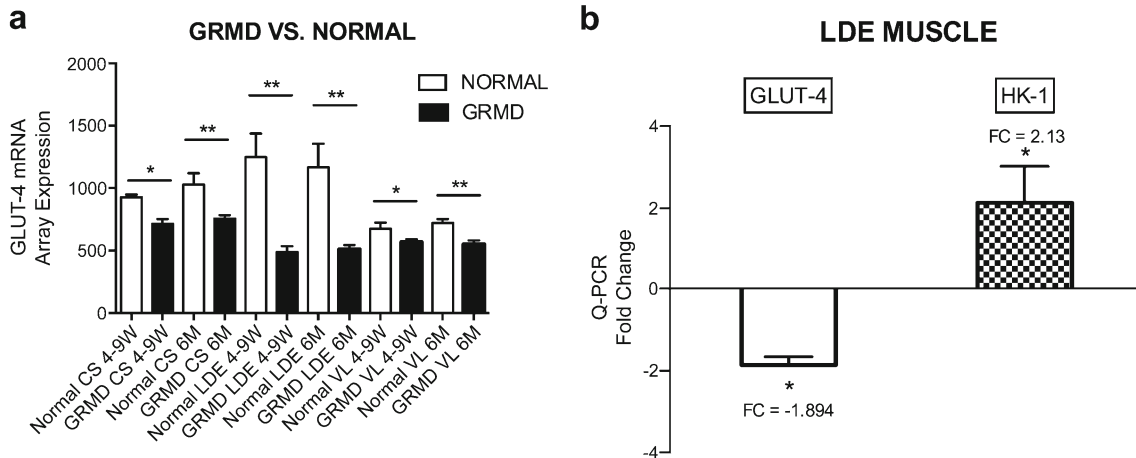 a
GRMD VS. NORMAL
GLUT-4 mRNA
Array Expression
2000
1500
1000
500
0
NORMAL
GRMD
*
**
**
**
*
**
Normal CS 4-9W
GRMD CS 4-9W
Normal CS 6M
GRMD CS 6M
Normal LDE 4-9W
GRMD LDE 4-9W
Normal LDE 6M
GRMD LDE 6M
Normal VL 4-9W
GRMD VL 4-9W
Normal VL 6M
GRMD VL 6M
b
LDE MUSCLE
GLUT-4
HK-1
Q-PCR
Fold Change
4
2
0
-2
-4
FC = 2.13
*
*
FC = -1.894